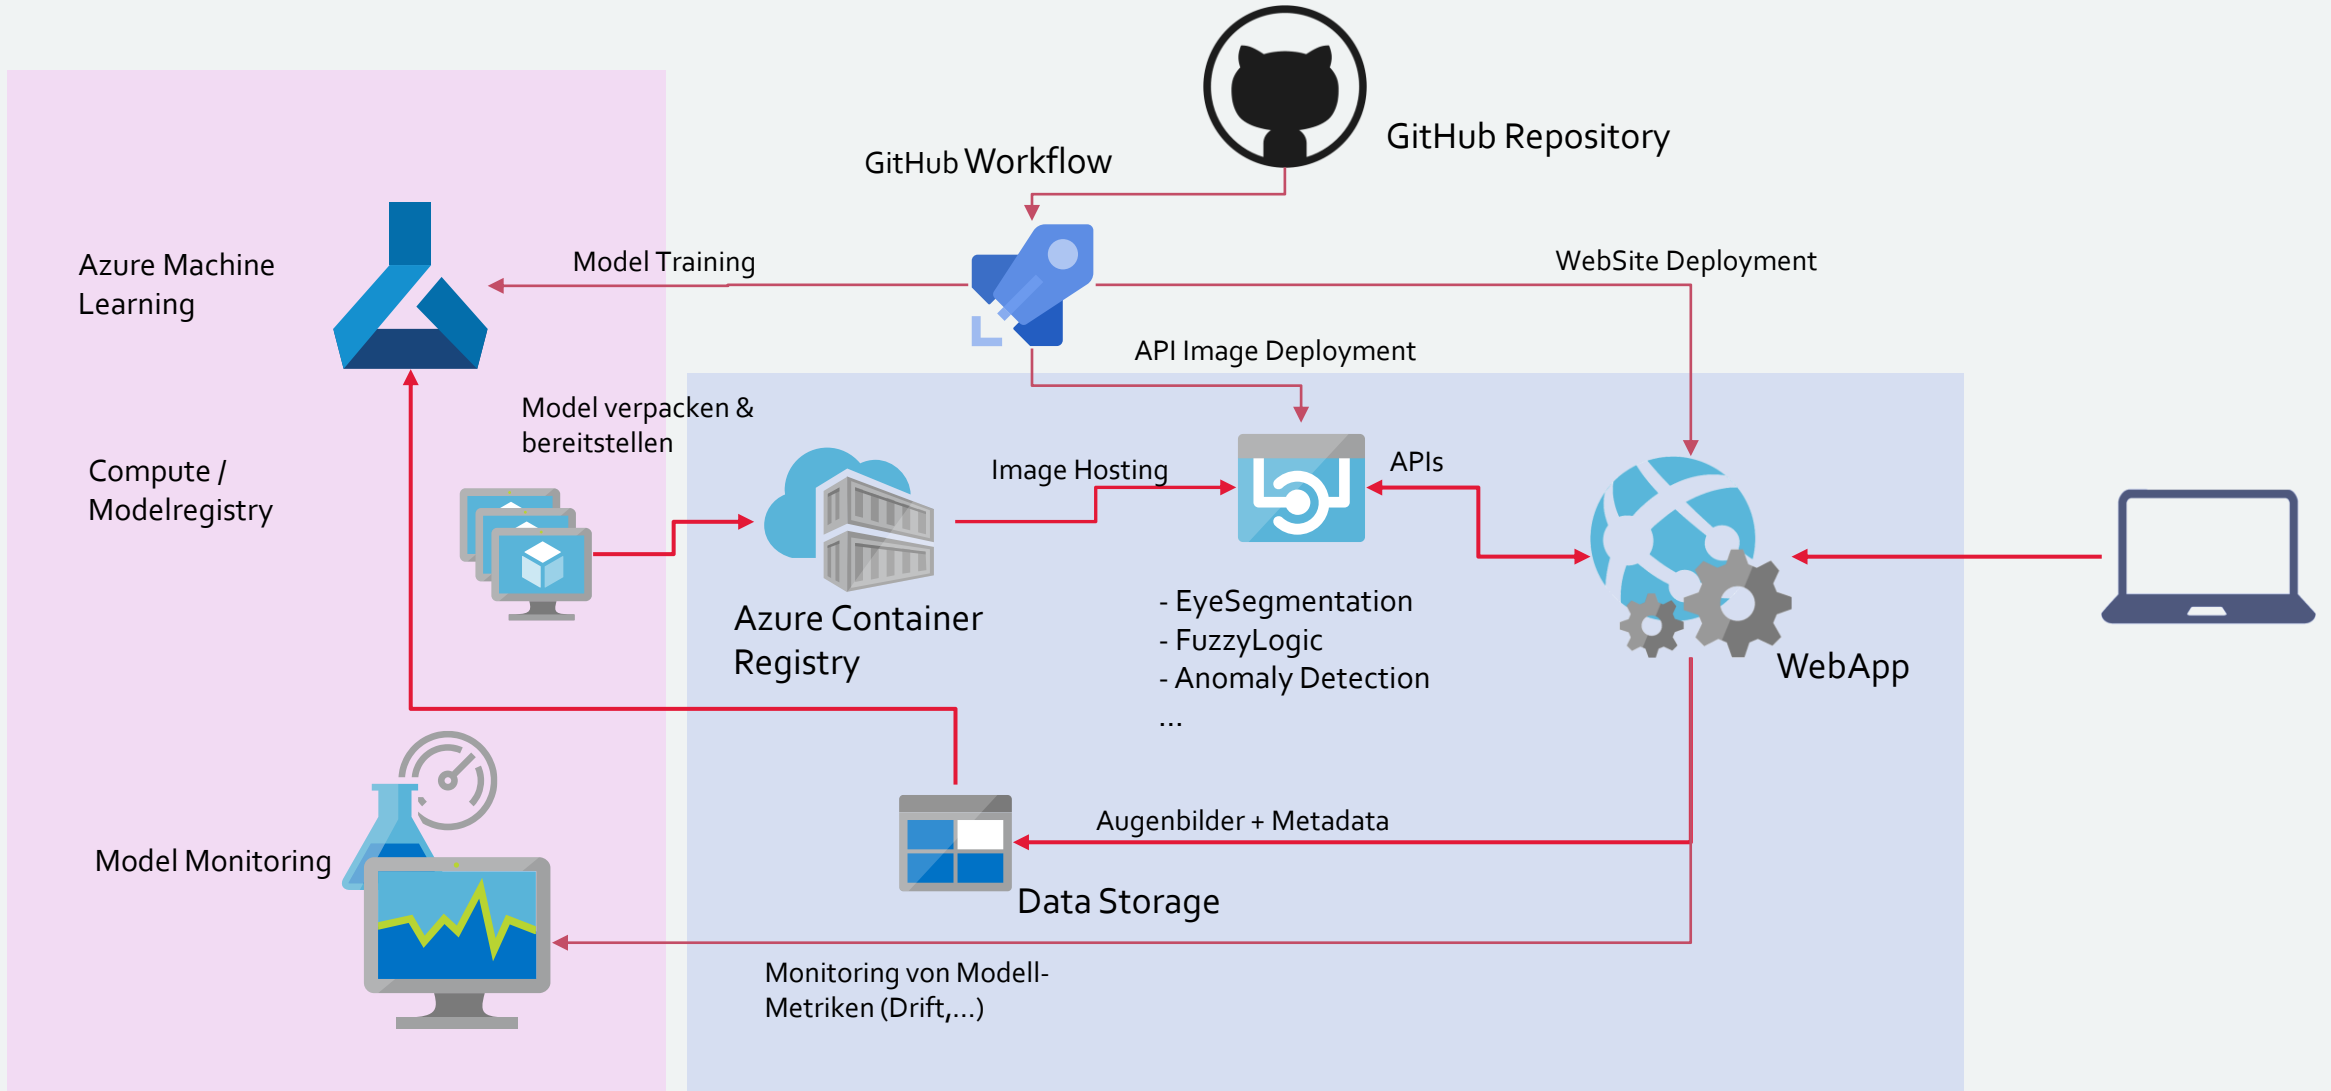 GitHub Repository
GitHub Workflow
Azure Machine
Learning
Model Training
WebSite Deployment
API Image Deployment
Model verpacken &
bereitstellen
Compute /
Modelregistry
Image Hosting
APIs
Azure Container
Registry
- EyeSegmentation
- FuzzyLogic
- Anomaly Detection
...
WebApp
Augenbilder + Metadata
Model Monitoring
Data Storage
Monitoring von Modell-
Metriken (Drift,...)